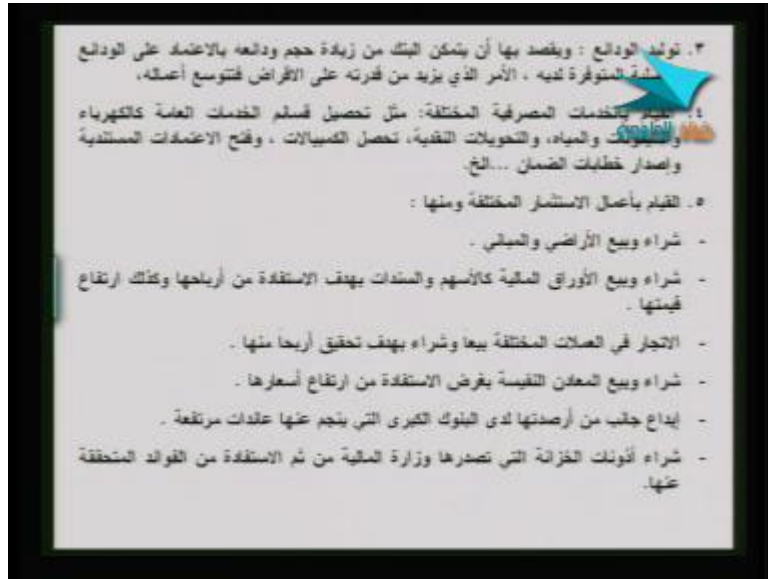 ٣. توليد الودائع : ويقصد بها أن يتمكن البنك من زيادة حجم ودائعه بالاعتماد على الودائع
المتوفرة لديه ، الأمر الذي يزيد من قدرته على الاقراض فتتوسع أعماله،
٤. القيام بالخدمات المصرفية المختلفة: مثل تحصيل فسائم الخدمات العامة كالكهرباء
والمياه، والتحويلات النقدية، تحصل الكمبيالات ، وفتح الاعتمادات المستندية
وإصدار خطابات الضمان ...الخ.
٥. القيام بأعمال الاستثمار المختلفة ومنها :
- شراء وبيع الأراضي والمباني .
- شراء وبيع الأوراق المالية كالأسهم والسندات بهدف الاستفادة من أرباحها وكذلك ارتفاع
قيمتها .
- الاتجار في العملات المختلفة بيعاً وشراء بهدف تحقيق أربحاً منها .
- شراء وبيع المعادن النفيسة بغرض الاستفادة من ارتفاع أسعارها .
- إيداع جانب من أرصدتها لدى البنوك الكبرى التي ينجم عنها عائدات مرتفعة .
- شراء أذونات الخزانة التي تصدرها وزارة المالية من ثم الاستفادة من الفوائد المتحققة
عنها.